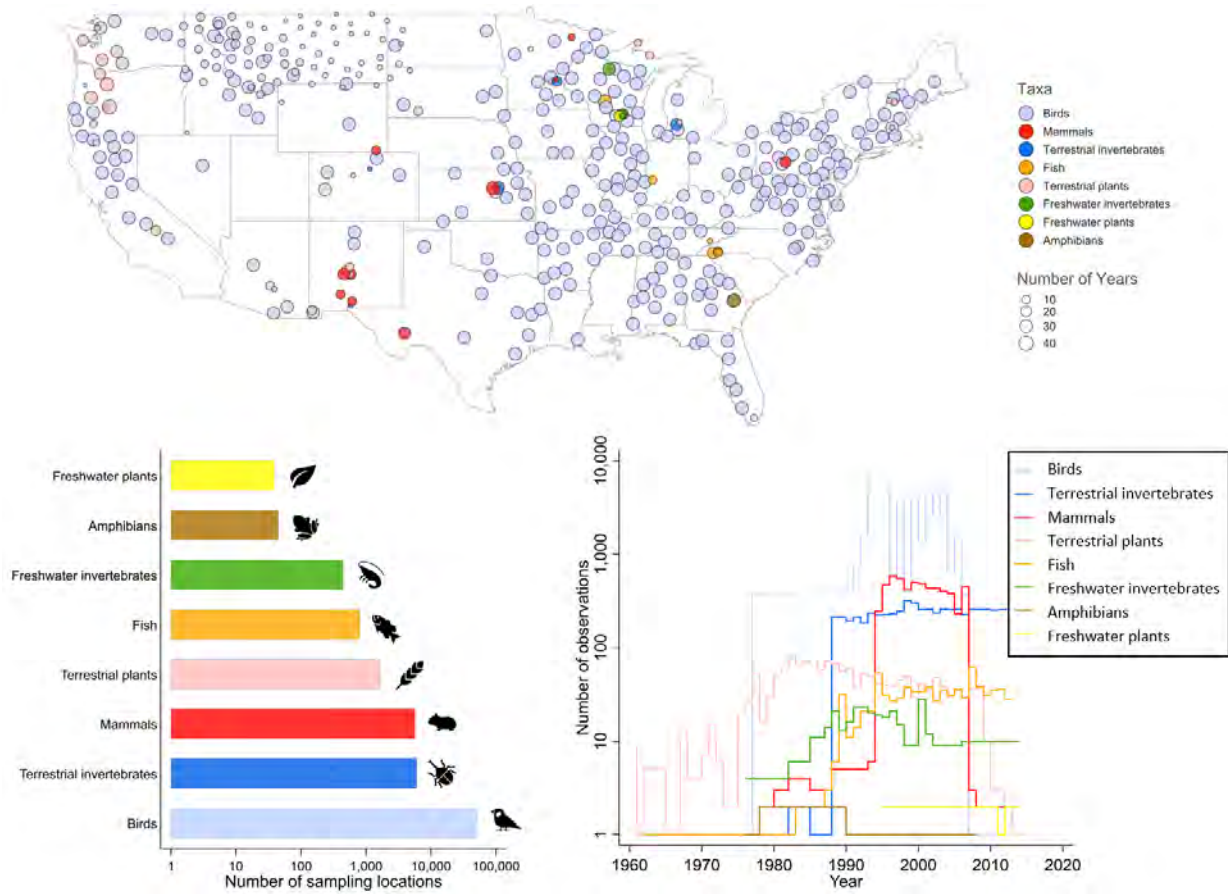 Taxa
Birds
Mammals
Terrestrial invertebrates
Fish
Terrestrial plants
Freshwater invertebrates
Freshwater plants
Amphibians
Number of Years
10
20
30
40
Freshwater plants
Amphibians
Freshwater invertebrates
Fish
Terrestrial plants
Mammals
Terrestrial invertebrates
Birds
1 10 100 1,000 10,000 100,000
Number of sampling locations
Number of observations
10,000
1,000
100
10
1
1960 1970 1980 1990 2000 2010 2020
Year
Birds
Terrestrial invertebrates
Mammals
Terrestrial plants
Fish
Freshwater invertebrates
Amphibians
Freshwater plants